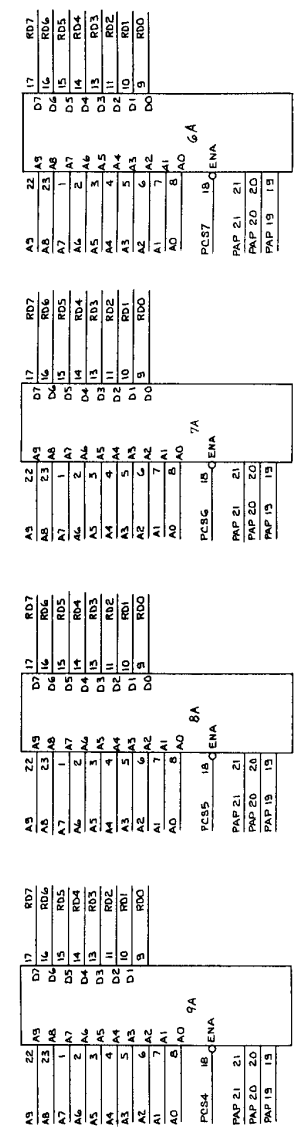 A9 22 A9 D7 17 RD7
A8 23 A8 D6 16 RD6
A7 1 A7 D5 15 RD5
A6 2 A6 D4 14 RD4
A5 3 A5 D3 13 RD3
A4 4 A4 D2 11 RD2
A3 5 A3 D1 10 RD1
A2 6 A2 9 RD0
A1 7 A1
A0 8 A0
9A
PCS4 18 ENA
PAP 21 21
PAP 20 20
PAP 19 19
A9 22 A9 D7 17 RD7
A8 23 A8 D6 16 RD6
A7 1 A7 D5 15 RD5
A6 2 A6 D4 14 RD4
A5 3 A5 D3 13 RD3
A4 4 A4 D2 11 RD2
A3 5 A3 D1 10 RD1
A2 6 A2 D0 9 RD0
A1 7 A1
A0 8 A0
8A
PCS5 18 ENA
PAP 21 21
PAP 20 20
PAP 19 19
A9 22 A9 D7 17 RD7
A8 23 A8 D6 16 RD6
A7 1 A7 D5 15 RD5
A6 2 A6 D4 14 RD4
A5 3 A5 D3 13 RD3
A4 4 A4 D2 11 RD2
A3 5 A3 D1 10 RD1
A2 6 A2 D0 9 RD0
A1 7 A1
A0 8 A0
7A
PCS6 18 ENA
PAP 21 21
PAP 20 20
PAP 19 19
A9 22 A9 D7 17 RD7
A8 23 A8 D6 16 RD6
A7 1 A7 D5 15 RD5
A6 2 A6 D4 14 RD4
A5 3 A5 D3 13 RD3
A4 4 A4 D2 11 RD2
A3 5 A3 D1 10 RD1
A2 6 A2 D0 9 RD0
A1 7 A1
A0 8 A0
6A
PCS7 18 ENA
PAP 21 21
PAP 20 20
PAP 19 19